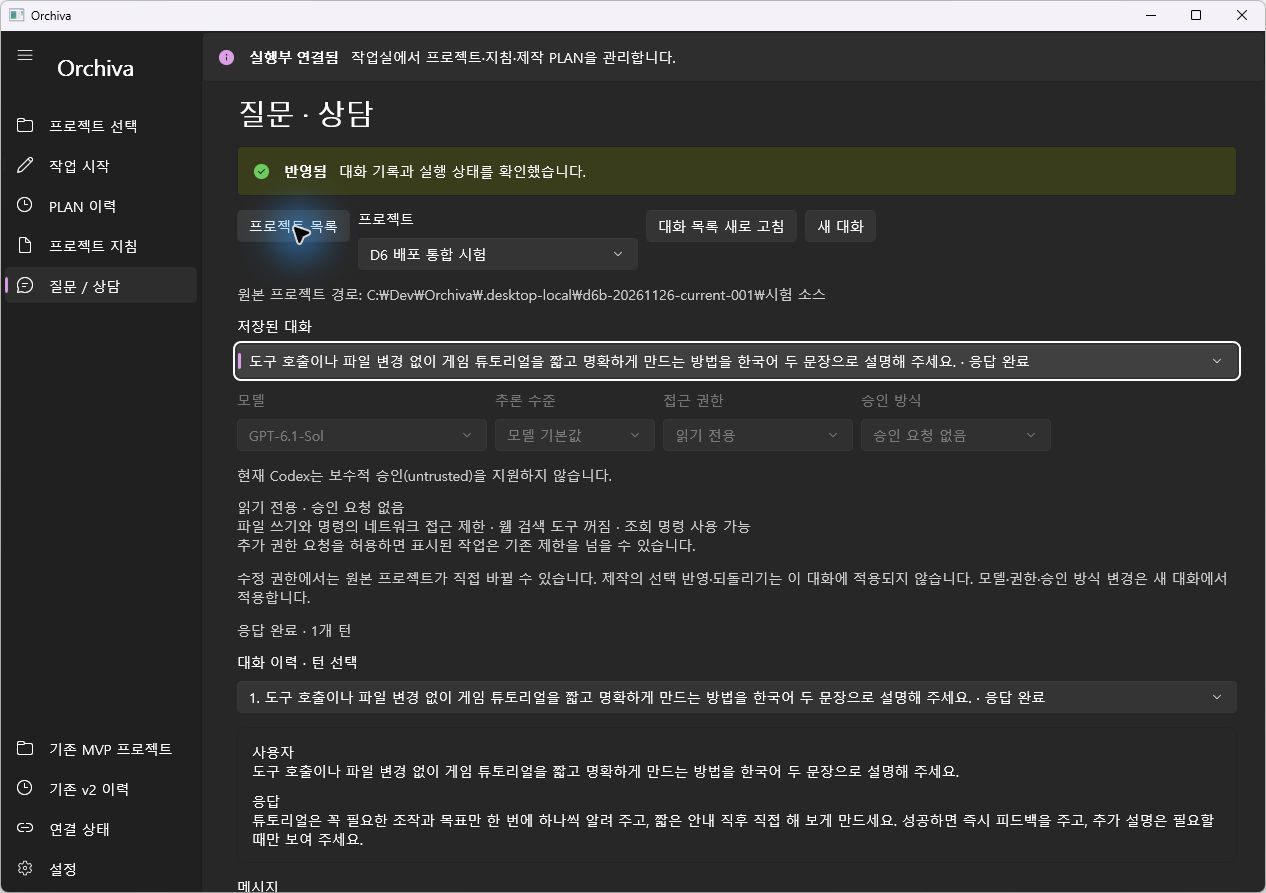 Orchiva
Orchiva
실행부 연결됨 작업실에서 프로젝트·지침·제작 PLAN을 관리합니다.
프로젝트 선택
작업 시작
PLAN 이력
프로젝트 지침
질문 / 상담
기존 MVP 프로젝트
기존 v2 이력
연결 상태
설정
질문 · 상담
반영됨 대화 기록과 실행 상태를 확인했습니다.
프로젝트 목록
프로젝트
D6 배포 통합 시험
대화 목록 새로 고침
새 대화
원본 프로젝트 경로: C:₩Dev₩Orchiva₩.desktop-local₩d6b-20261126-current-001₩시험 소스
저장된 대화
도구 호출이나 파일 변경 없이 게임 튜토리얼을 짧고 명확하게 만드는 방법을 한국어 두 문장으로 설명해 주세요. · 응답 완료
모델 추론 수준 접근 권한 승인 방식
GPT-6.1-Sol 모델 기본값 읽기 전용 승인 요청 없음
현재 Codex는 보수적 승인(untrusted)을 지원하지 않습니다.
읽기 전용 · 승인 요청 없음
파일 쓰기와 명령의 네트워크 접근 제한 · 웹 검색 도구 꺼짐 · 조회 명령 사용 가능
추가 권한 요청을 허용하면 표시된 작업은 기존 제한을 넘을 수 있습니다.
수정 권한에서는 원본 프로젝트가 직접 바뀔 수 있습니다. 제작의 선택 반영·되돌리기는 이 대화에 적용되지 않습니다. 모델·권한·승인 방식 변경은 새 대화에서
적용합니다.
응답 완료 · 1개 턴
대화 이력 · 턴 선택
1. 도구 호출이나 파일 변경 없이 게임 튜토리얼을 짧고 명확하게 만드는 방법을 한국어 두 문장으로 설명해 주세요. · 응답 완료
사용자
도구 호출이나 파일 변경 없이 게임 튜토리얼을 짧고 명확하게 만드는 방법을 한국어 두 문장으로 설명해 주세요.
응답
튜토리얼은 꼭 필요한 조작과 목표만 한 번에 하나씩 알려 주고, 짧은 안내 직후 직접 해 보게 만드세요. 성공하면 즉시 피드백을 주고, 추가 설명은 필요할
때만 보여 주세요.
메시지